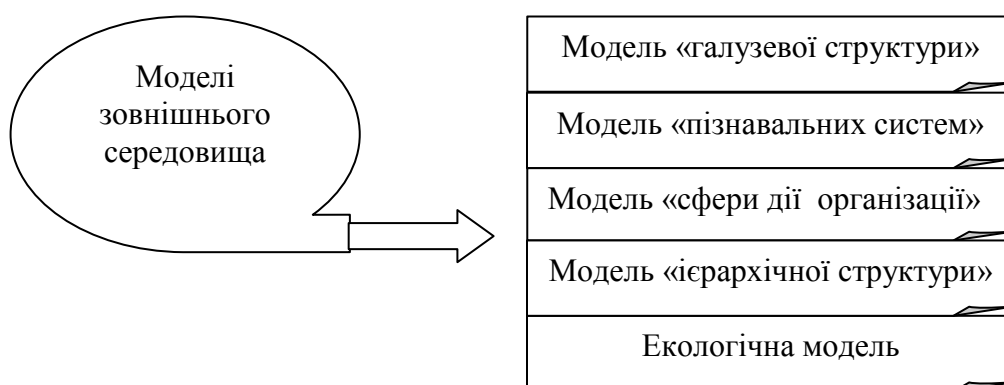 Моделі
зовнішнього
середовища
Модель «галузевої структури»
Модель «пізнавальних систем»
Модель «сфери дії  організації»
Модель «ієрархічної структури»
Екологічна модель